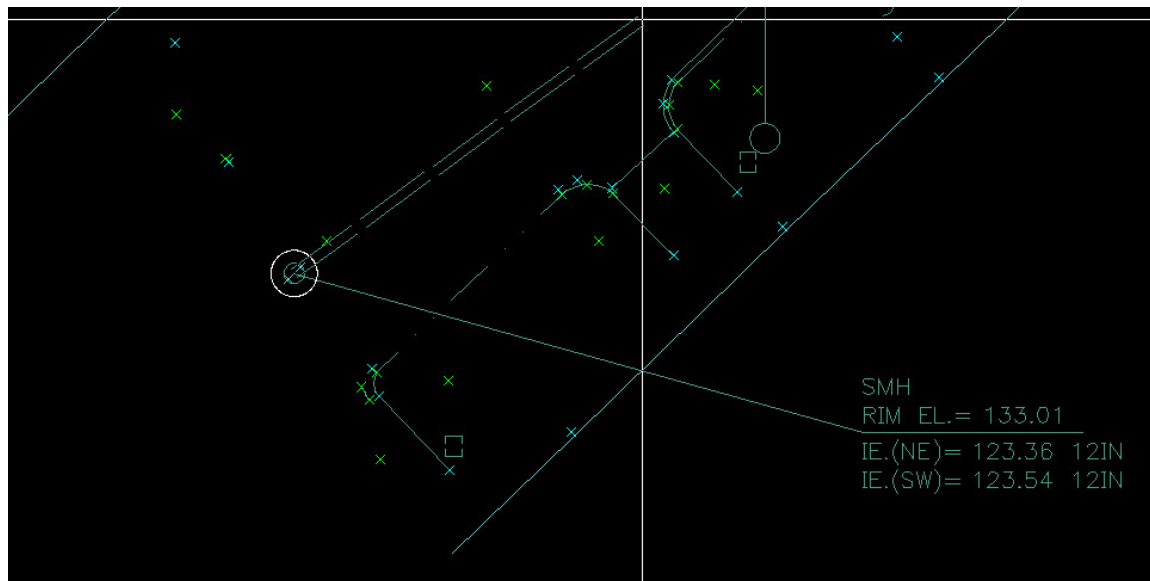 SMH
RIM EL.= 133.01
IE.(NE)= 123.36 12IN
IE.(SW)= 123.54 12IN